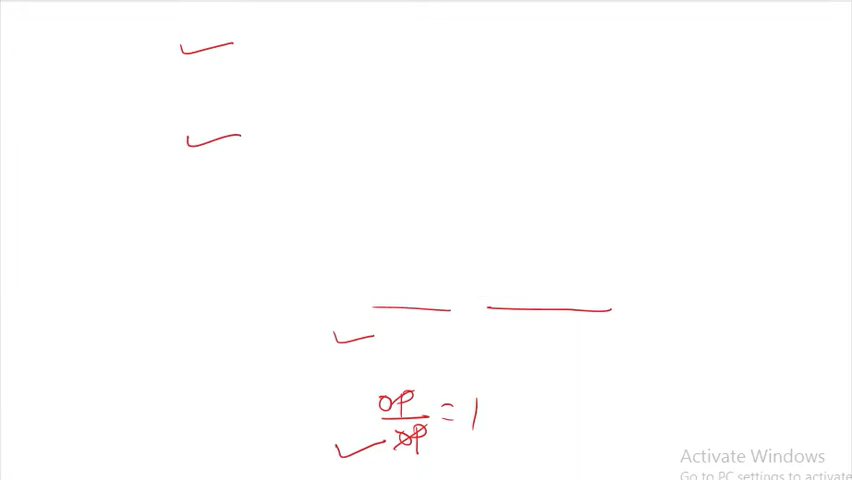 OP
— = 1
OP
Activate Windows
Go to PC settings to activate